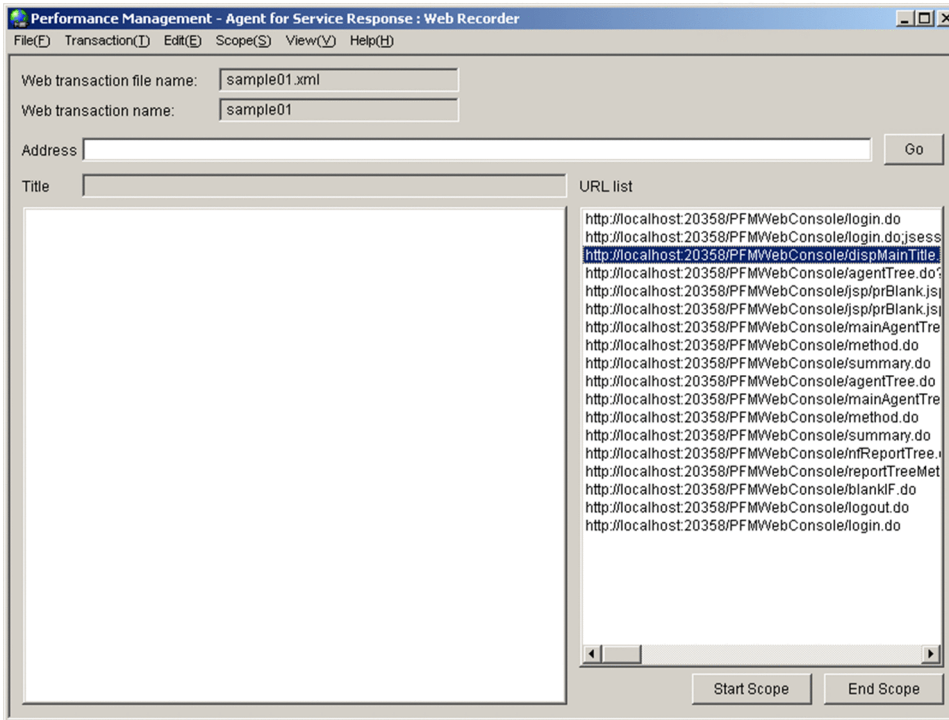 Performance Management - Agent for Service Response : Web Recorder
File(F) Transaction(T) Edit(E) Scope(S) View(V) Help(H)
Web transaction file name: sample01.xml
Web transaction name: sample01
Address Go
Title URL list
http://localhost:20358/PFMWebConsole/login.do
http://localhost:20358/PFMWebConsole/login.do;jsess
http://localhost:20358/PFMWebConsole/dispMainTitle.
http://localhost:20358/PFMWebConsole/agentTree.do?
http://localhost:20358/PFMWebConsole/jsp/prBlank.jsp
http://localhost:20358/PFMWebConsole/jsp/prBlank.jsp
http://localhost:20358/PFMWebConsole/mainAgentTre
http://localhost:20358/PFMWebConsole/method.do
http://localhost:20358/PFMWebConsole/summary.do
http://localhost:20358/PFMWebConsole/agentTree.do
http://localhost:20358/PFMWebConsole/mainAgentTre
http://localhost:20358/PFMWebConsole/method.do
http://localhost:20358/PFMWebConsole/summary.do
http://localhost:20358/PFMWebConsole/nfReportTree.
http://localhost:20358/PFMWebConsole/reportTreeMet
http://localhost:20358/PFMWebConsole/blankIF.do
http://localhost:20358/PFMWebConsole/logout.do
http://localhost:20358/PFMWebConsole/login.do
Start Scope End Scope